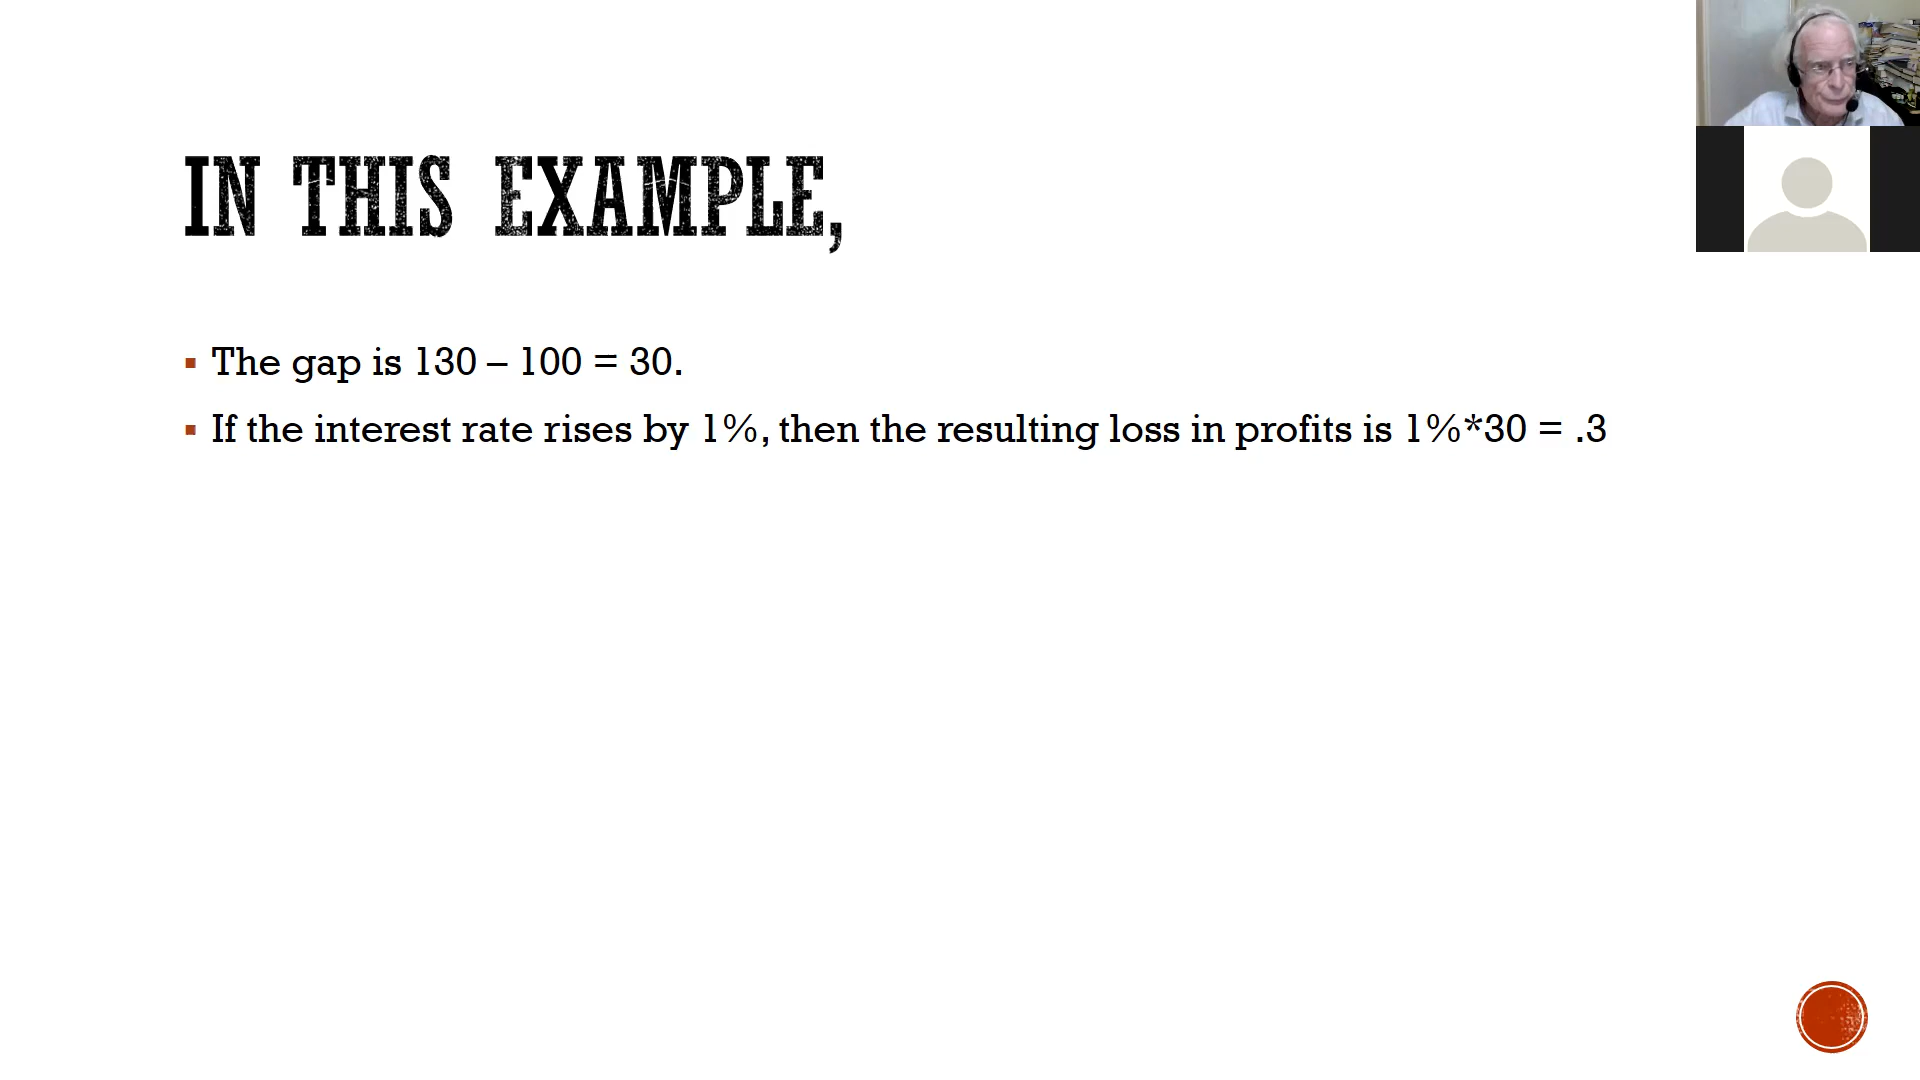 IN THIS EXAMPLE,
The gap is 130 – 100 = 30.
If the interest rate rises by 1%, then the resulting loss in profits is 1%*30 = .3